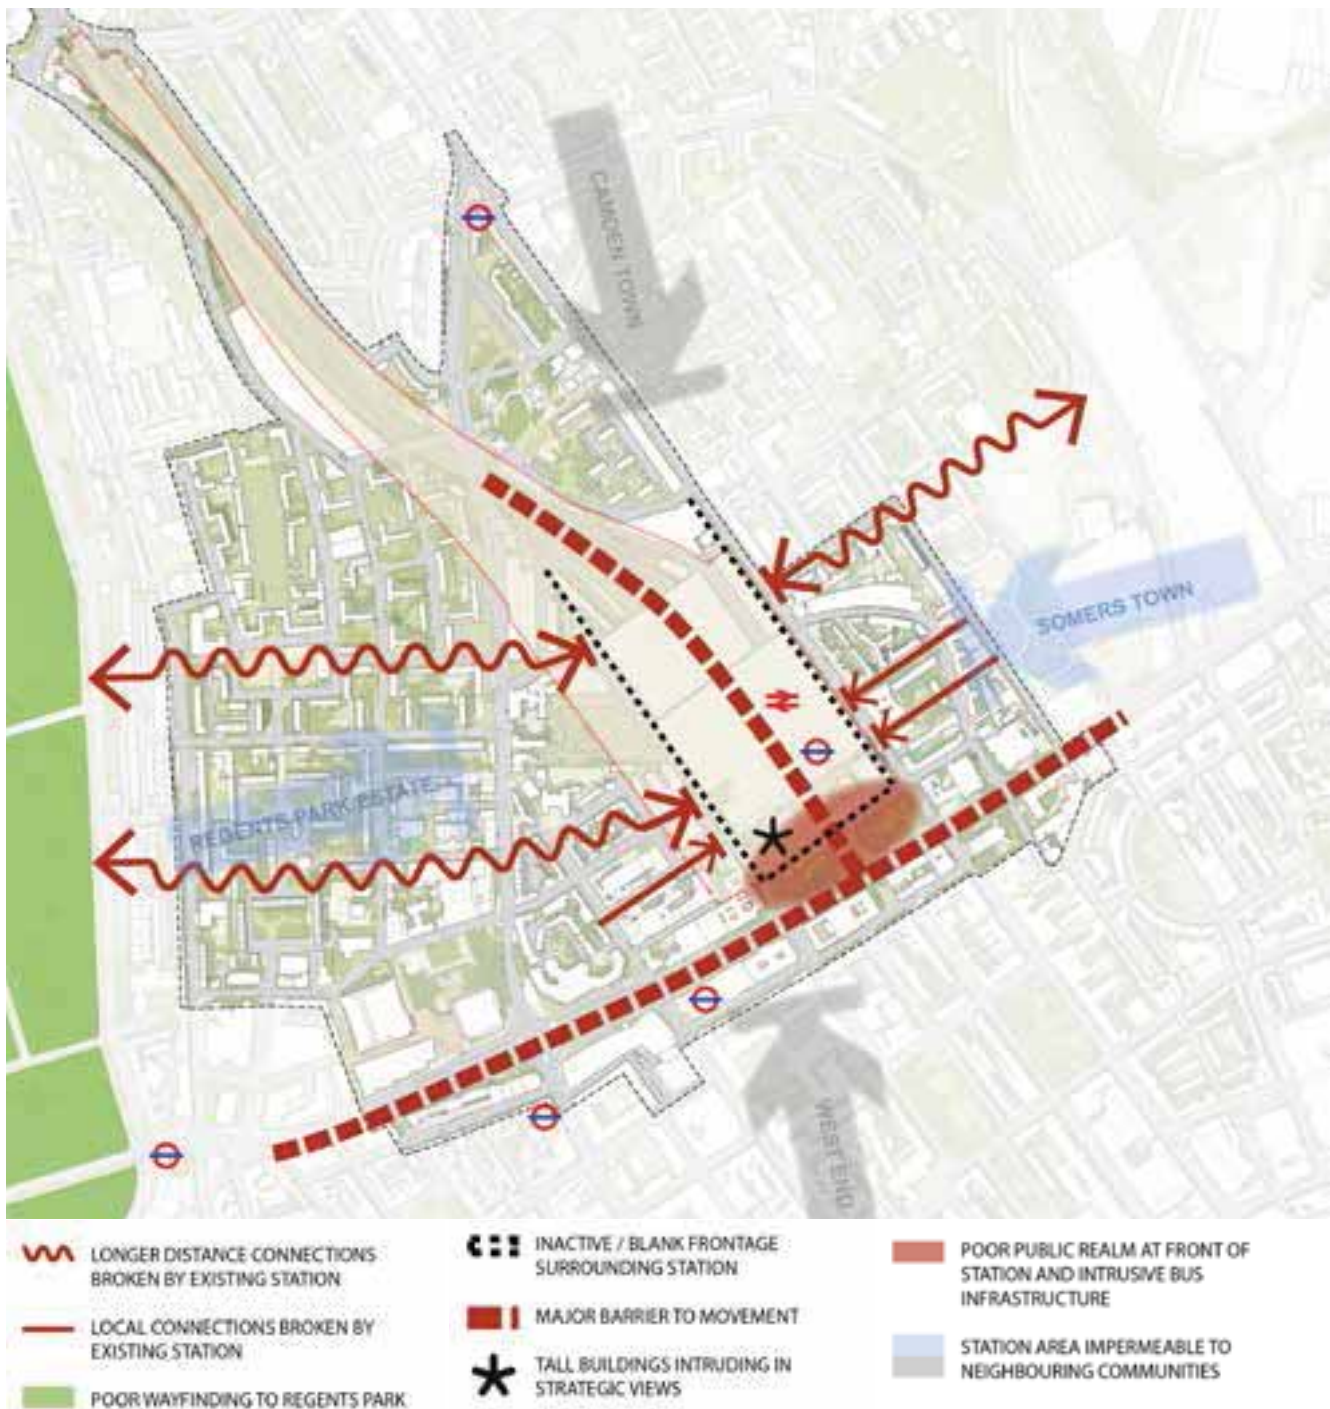 CAMDEN TOWN
SOMERS TOWN
REGENTS PARK ESTATE
WEST END
LONGER DISTANCE CONNECTIONS
BROKEN BY EXISTING STATION
LOCAL CONNECTIONS BROKEN BY
EXISTING STATION
POOR WAYFINDING TO REGENTS PARK
INACTIVE / BLANK FRONTAGE
SURROUNDING STATION
MAJOR BARRIER TO MOVEMENT
TALL BUILDINGS INTRUDING IN
STRATEGIC VIEWS
POOR PUBLIC REALM AT FRONT OF
STATION AND INTRUSIVE BUS
INFRASTRUCTURE
STATION AREA IMPERMEABLE TO
NEIGHBOURING COMMUNITIES